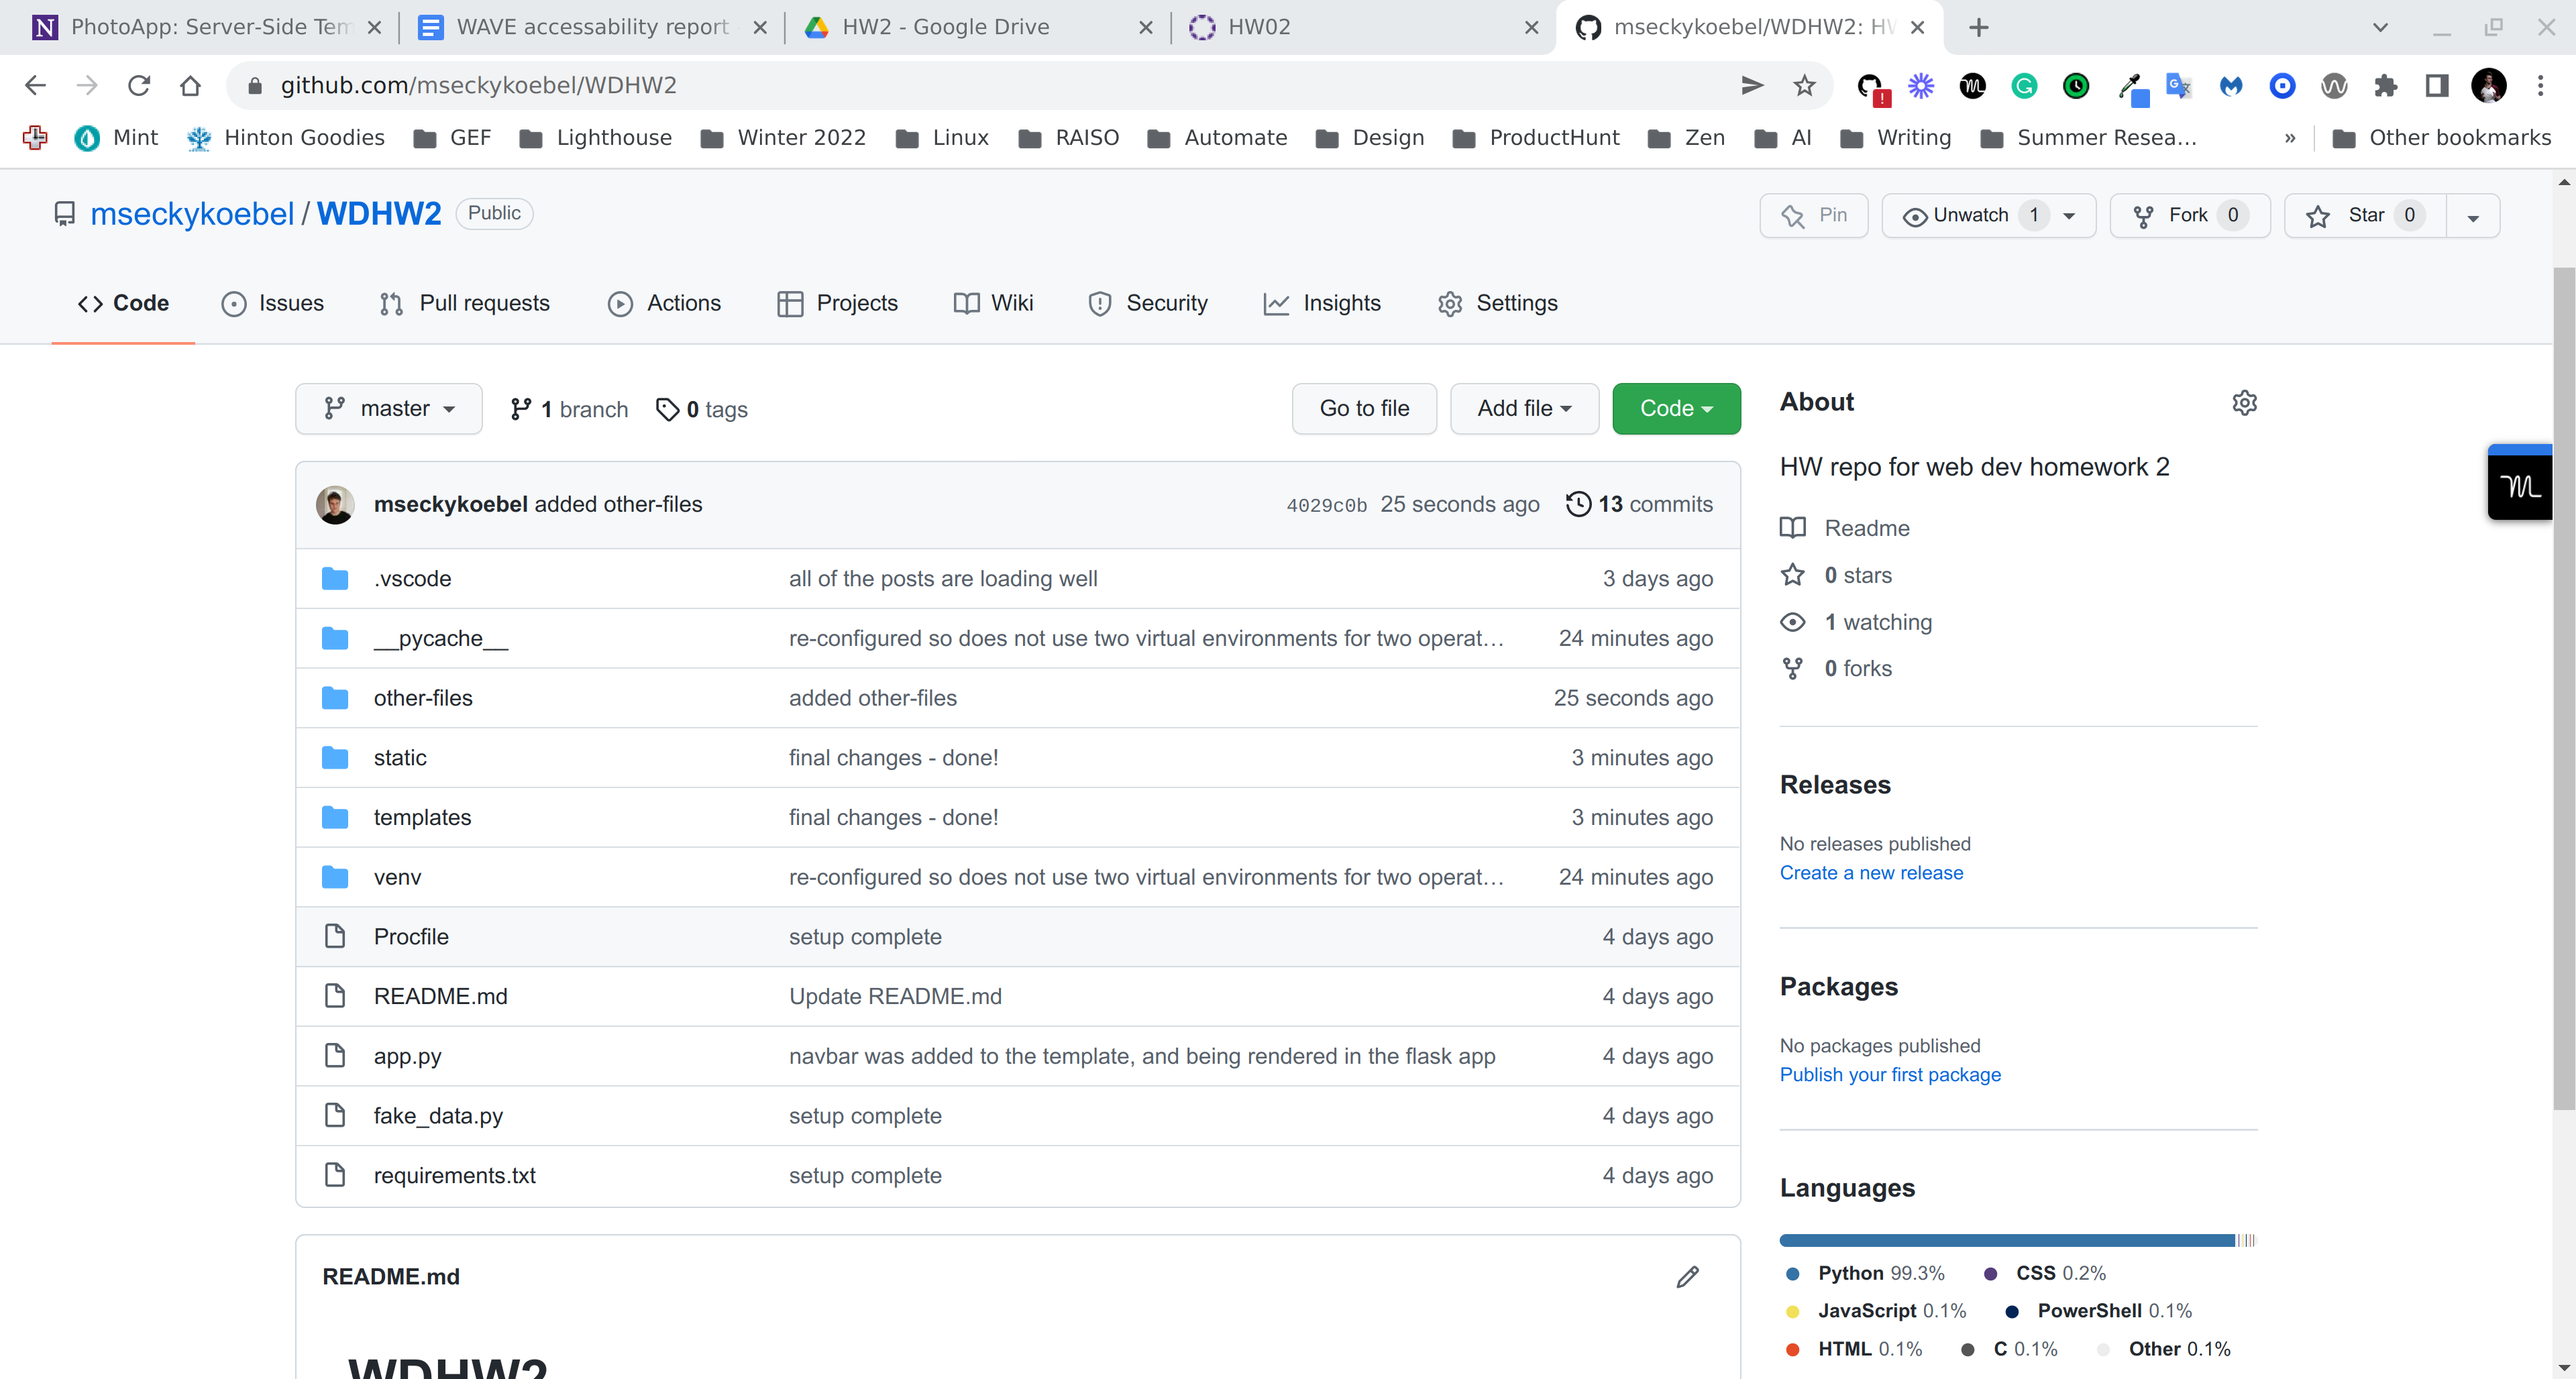 PhotoApp: Server-Side Tem
WAVE accessability report
HW2 - Google Drive
HW02
mseckykoebel/WDHW2: HW
github.com/mseckykoebel/WDHW2
Mint
Hinton Goodies
GEF
Lighthouse
Winter 2022
Linux
RAISO
Automate
Design
ProductHunt
Zen
AI
Writing
Summer Resea...
»
Other bookmarks
mseckykoebel / WDHW2 Public
Pin
Unwatch 1
Fork 0
Star 0
Code
Issues
Pull requests
Actions
Projects
Wiki
Security
Insights
Settings
master
1 branch
0 tags
Go to file
Add file
Code
mseckykoebel added other-files 4029c0b 25 seconds ago 13 commits
.vscode all of the posts are loading well 3 days ago
__pycache__ re-configured so does not use two virtual environments for two operat... 24 minutes ago
other-files added other-files 25 seconds ago
static final changes - done! 3 minutes ago
templates final changes - done! 3 minutes ago
venv re-configured so does not use two virtual environments for two operat... 24 minutes ago
Procfile setup complete 4 days ago
README.md Update README.md 4 days ago
app.py navbar was added to the template, and being rendered in the flask app 4 days ago
fake_data.py setup complete 4 days ago
requirements.txt setup complete 4 days ago
README.md
WDHW2
About
HW repo for web dev homework 2
Readme
0 stars
1 watching
0 forks
Releases
No releases published
Create a new release
Packages
No packages published
Publish your first package
Languages
Python 99.3% CSS 0.2%
JavaScript 0.1% PowerShell 0.1%
HTML 0.1% C 0.1% Other 0.1%